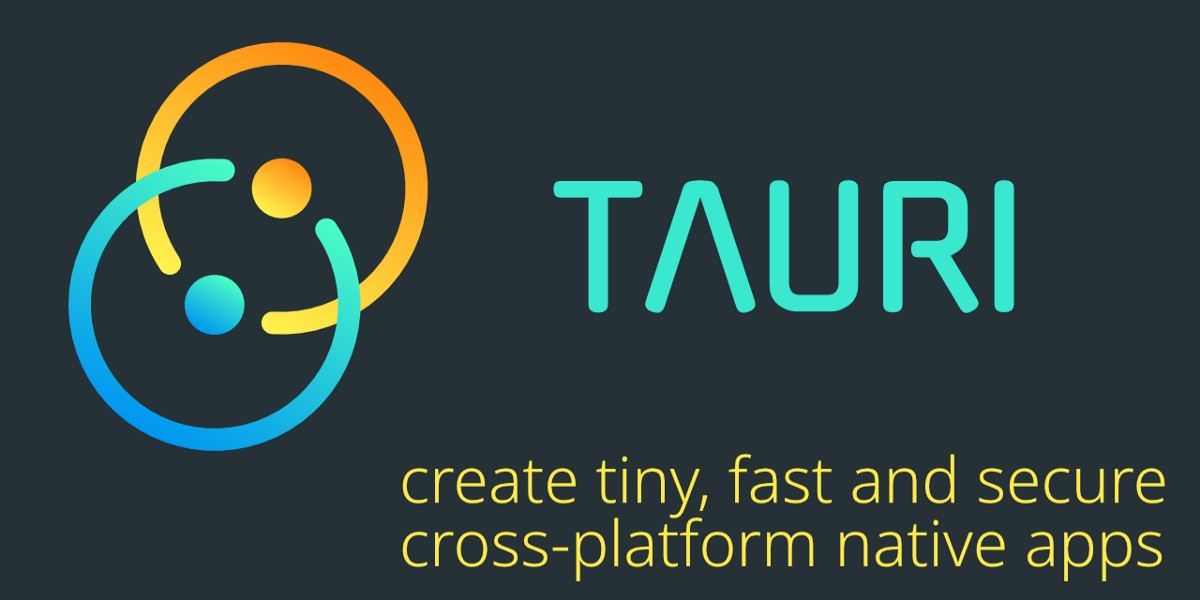 TAURI
create tiny, fast and secure
cross-platform native apps